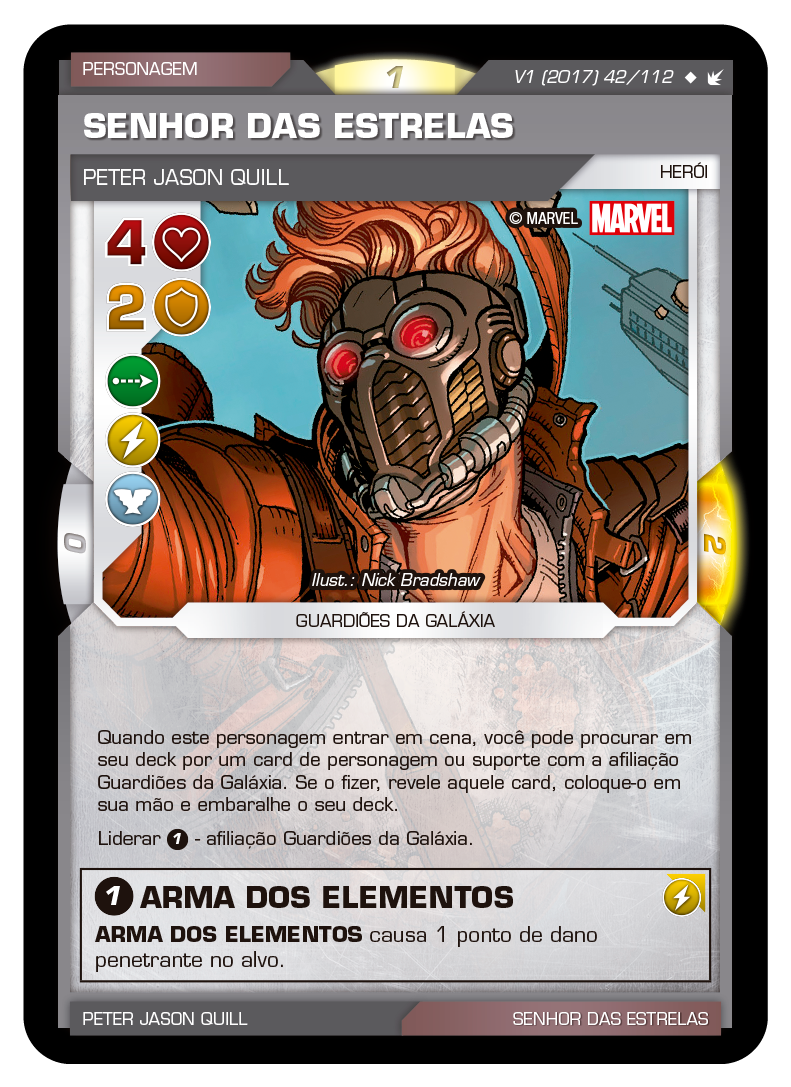 PERSONAGEM
1
V1 (2017) 42/112
SENHOR DAS ESTRELAS
PETER JASON QUILL
HERÓI
© MARVEL MARVEL
4
2
0
2
Ilust.: Nick Bradshaw
GUARDIÕES DA GALÁXIA
Quando este personagem entrar em cena, você pode procurar em
seu deck por um card de personagem ou suporte com a afiliação
Guardiões da Galáxia. Se o fizer, revele aquele card, coloque-o em
sua mão e embaralhe o seu deck.
Liderar 1 - afiliação Guardiões da Galáxia.
1 ARMA DOS ELEMENTOS
ARMA DOS ELEMENTOS causa 1 ponto de dano
penetrante no alvo.
PETER JASON QUILL
SENHOR DAS ESTRELAS